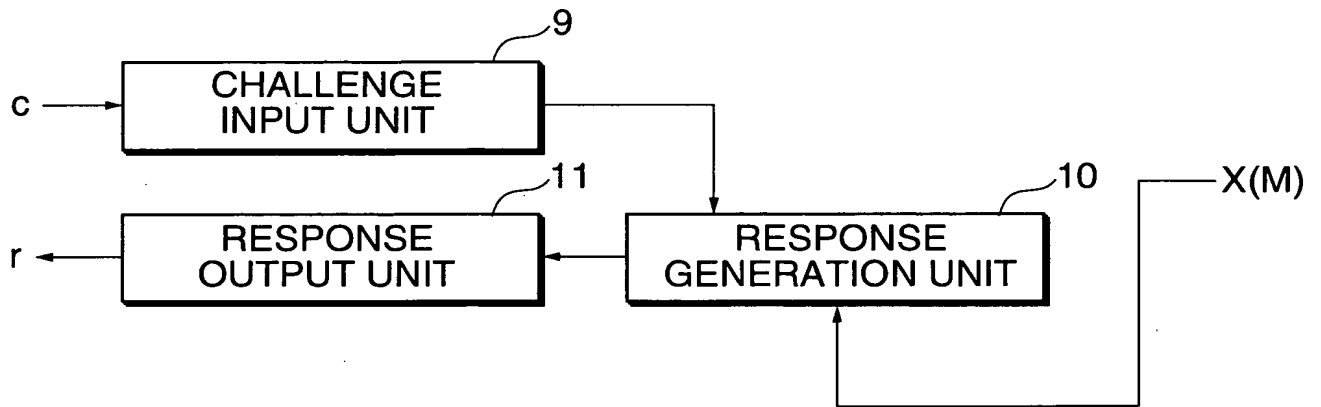 9
c
CHALLENGE
INPUT UNIT
11
10
X(M)
r
RESPONSE
OUTPUT UNIT
RESPONSE
GENERATION UNIT